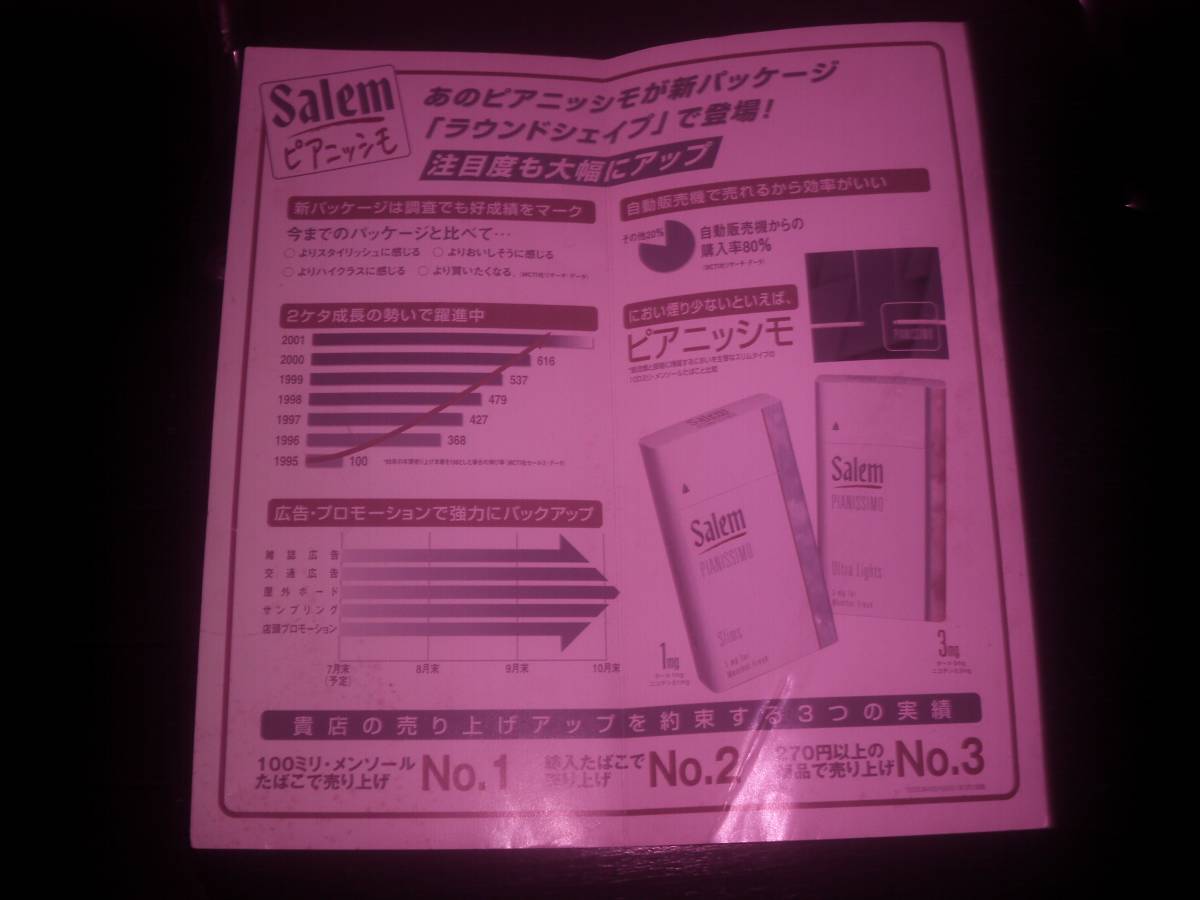 Salem
ピアニッシモ
あのピアニッシモが新パッケージ
「ラウンドシェイプ」で登場!
注目度も大幅にアップ
新パッケージは調査でも好成績をマーク
今までのパッケージと比べて…
○よりスタイリッシュに感じる ○よりおいしそうに感じる
○よりハイクラスに感じる ○より買いたくなる。
2ケタ成長の勢いで躍進中
2001
2000 616
1999 537
1998 479
1997 427
1996 368
1995 100
広告・プロモーションで強力にバックアップ
雑誌広告
交通広告
屋外ボード
サンプリング
店頭プロモーション
7月末 8月末 9月末 10月末
(予定)
自動販売機で売れるから効率がいい
その他20%
自動販売機からの
購入率80%
におい煙り少ないといえば、
ピアニッシモ
PIANISSIMO
Salem
Salem
PIANISSIMO
Slims
1 mg Tar
Menthol Fresh
1mg
Salem
PIANISSIMO
Ultra Lights
3 mg Tar
Menthol Fresh
3mg
貴店の売り上げアップを約束する3つの実績
100ミリ・メンソール
たばこで売り上げ No.1
輸入たばこで
売り上げ No.2
270円以上の
商品で売り上げ No.3